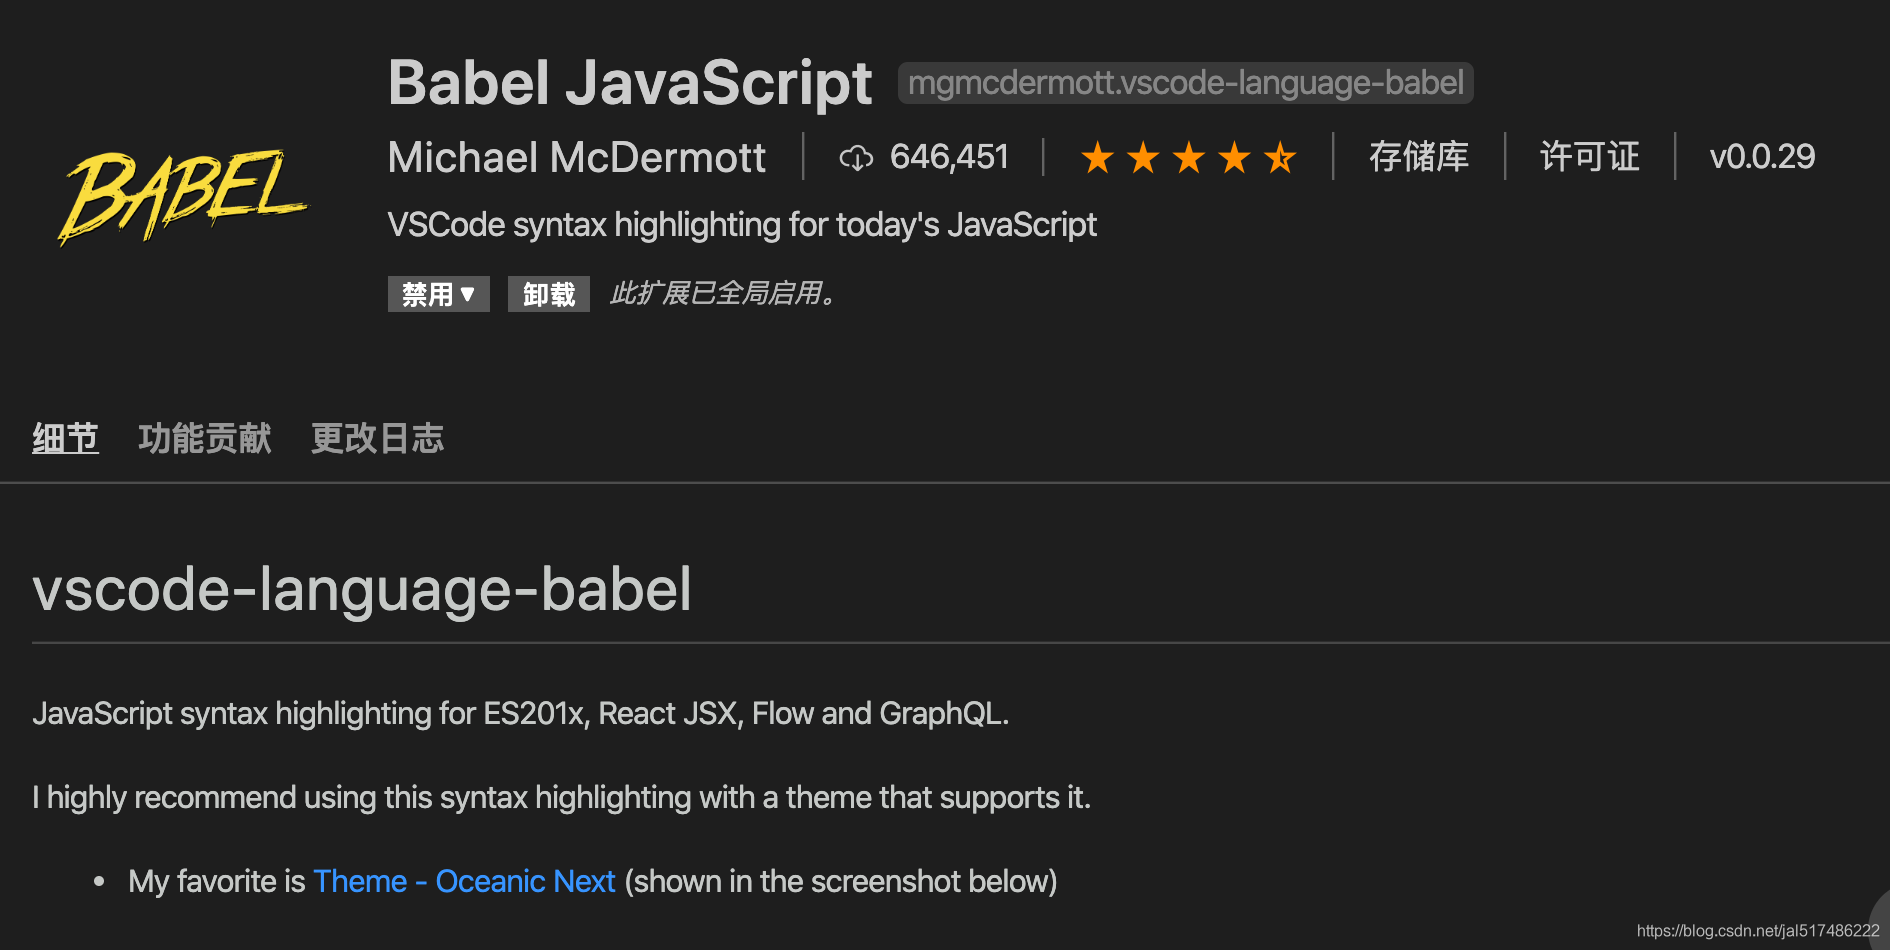 Babel JavaScript mgmcdermott.vscode-language-babel
Michael McDermott 646,451 存储库 许可证 v0.0.29
BABEL
VSCode syntax highlighting for today's JavaScript
禁用 卸载 此扩展已全局启用。
细节 功能贡献 更改日志
vscode-language-babel
JavaScript syntax highlighting for ES201x, React JSX, Flow and GraphQL.
I highly recommend using this syntax highlighting with a theme that supports it.
• My favorite is Theme - Oceanic Next (shown in the screenshot below)
https://blog.csdn.net/jal517486222